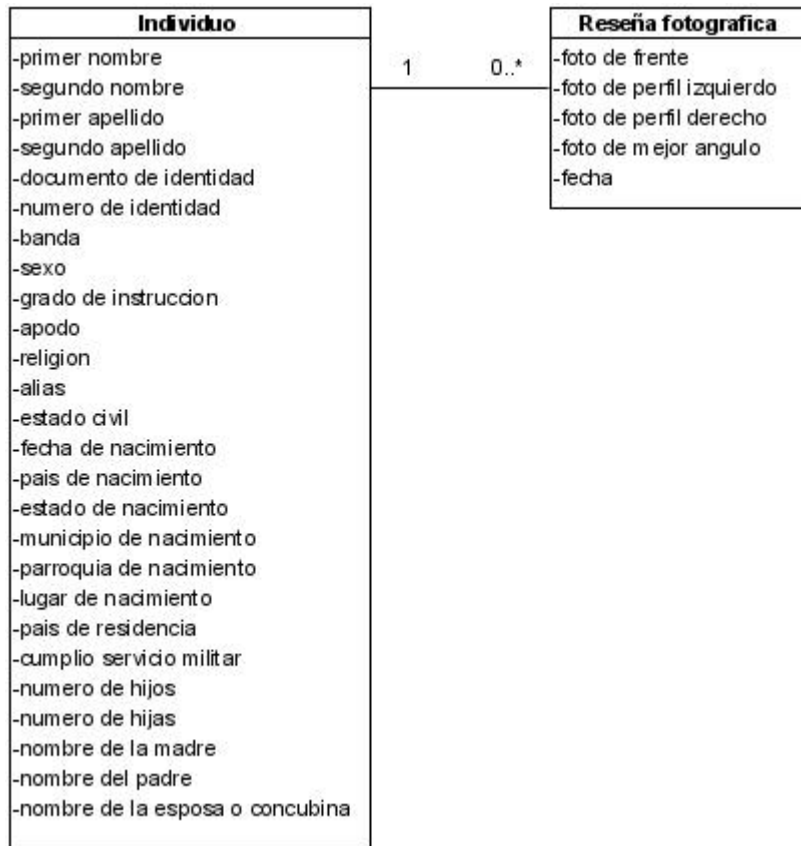 Individuo
-primer nombre
-segundo nombre
-primer apellido
-segundo apellido
-documento de identidad
-numero de identidad
-banda
-sexo
-grado de instruccion
-apodo
-religion
-alias
-estado civil
-fecha de nacimiento
-pais de nacimiento
-estado de nacimiento
-municipio de nacimiento
-parroquia de nacimiento
-lugar de nacimiento
-pais de residencia
-cumplio servicio militar
-numero de hijos
-numero de hijas
-nombre de la madre
-nombre del padre
-nombre de la esposa o concubina
1 0..*
Reseña fotografica
-foto de frente
-foto de perfil izquierdo
-foto de perfil derecho
-foto de mejor angulo
-fecha